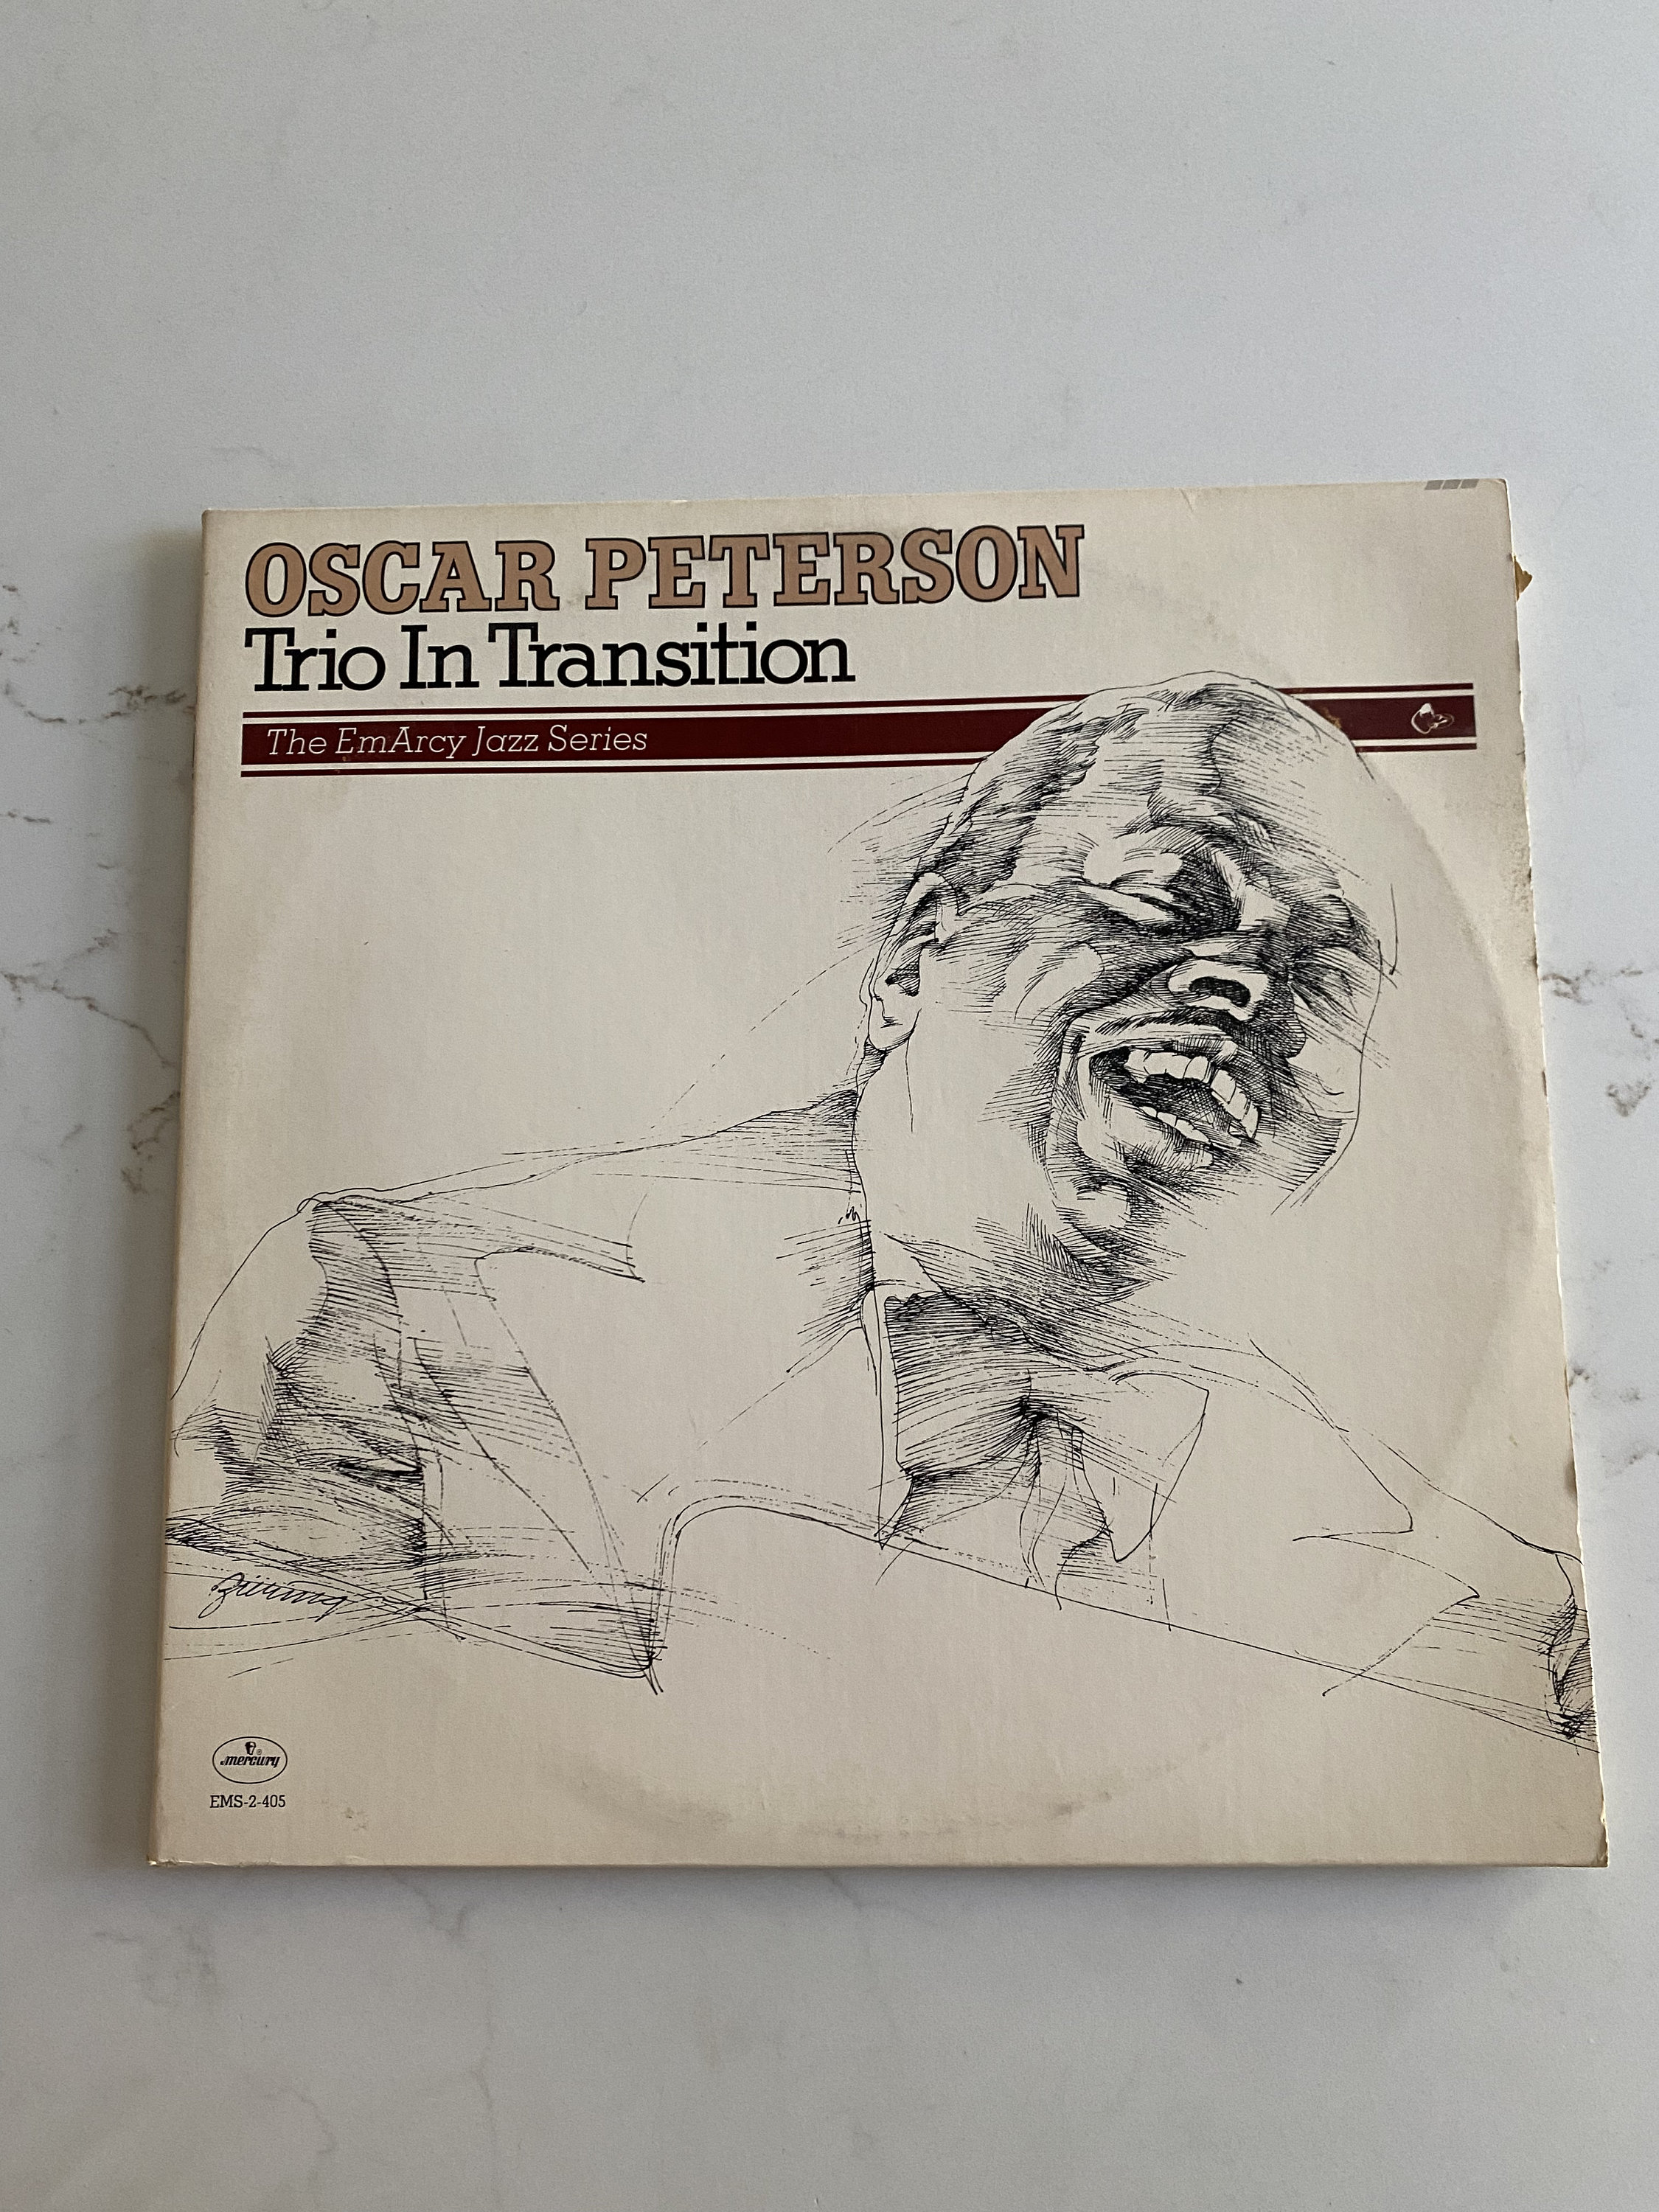 OSCAR PETERSON
Trio In Transition
The EmArcy Jazz Series
mercury
EMS-2-405